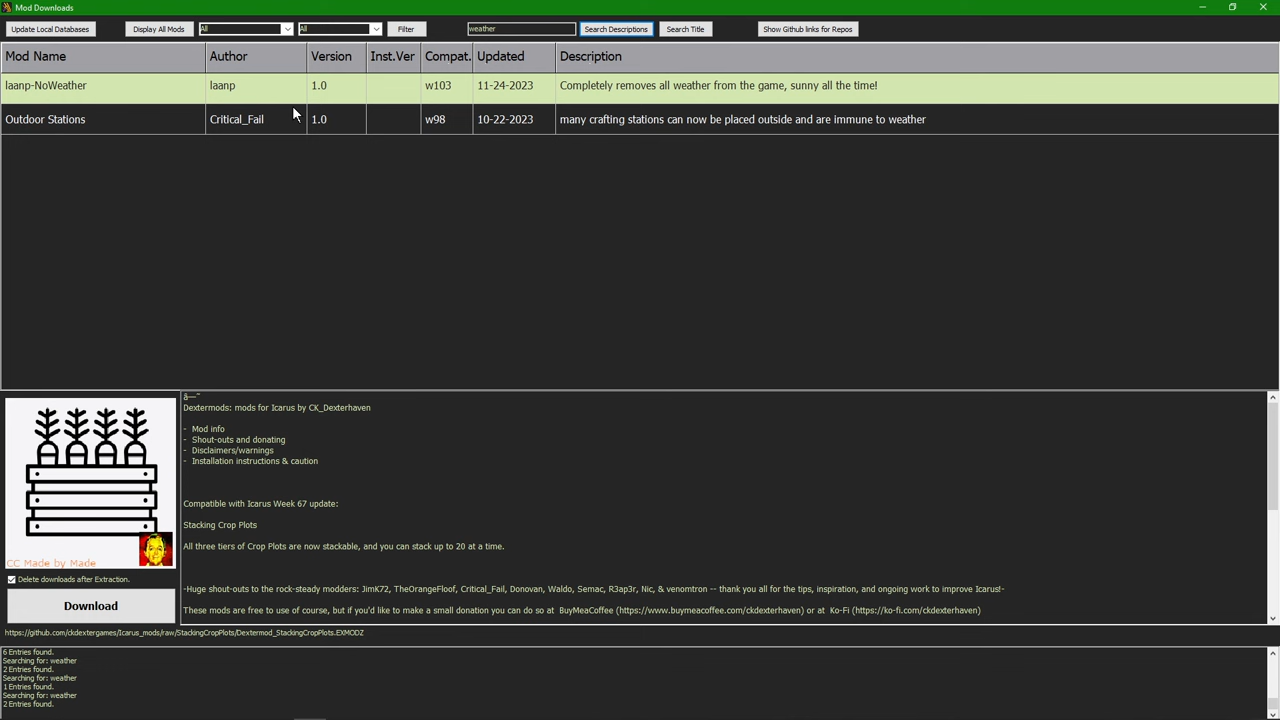 Mod Downloads
Update Local Databases Display All Mods All All Filter weather Search Descriptions Search Title Show Github links for Repos
Mod Name Author Version Inst.Ver Compat. Updated Description
laanp-NoWeather laanp 1.0 w103 11-24-2023 Completely removes all weather from the game, sunny all the time!
Outdoor Stations Critical_Fail 1.0 w98 10-22-2023 many crafting stations can now be placed outside and are immune to weather
Dextermods: mods for Icarus by CK_Dexterhaven
- Mod info
- Shout-outs and donating
- Disclaimers/warnings
- Installation instructions & caution
Compatible with Icarus Week 67 update:
Stacking Crop Plots
All three tiers of Crop Plots are now stackable, and you can stack up to 20 at a time.
-Huge shout-outs to the rock-steady modders: JimK72, TheOrangeFloof, Critical_Fail, Donovan, Waldo, Semac, R3ap3r, Nic, & venomtron -- thank you all for the tips, inspiration, and ongoing work to improve Icarus!-
These mods are free to use of course, but if you'd like to make a small donation you can do so at BuyMeaCoffee (https://www.buymeacoffee.com/ckdexterhaven) or at Ko-Fi (https://ko-fi.com/ckdexterhaven)
CC Made by Made
Delete downloads after Extraction.
Download
https://github.com/ckdextergames/Icarus_mods/raw/StackingCropPlots/Dextermod_StackingCropPlots.EXMODZ
6 Entries found.
Searching for: weather
2 Entries found.
Searching for: weather
1 Entries found.
Searching for: weather
2 Entries found.